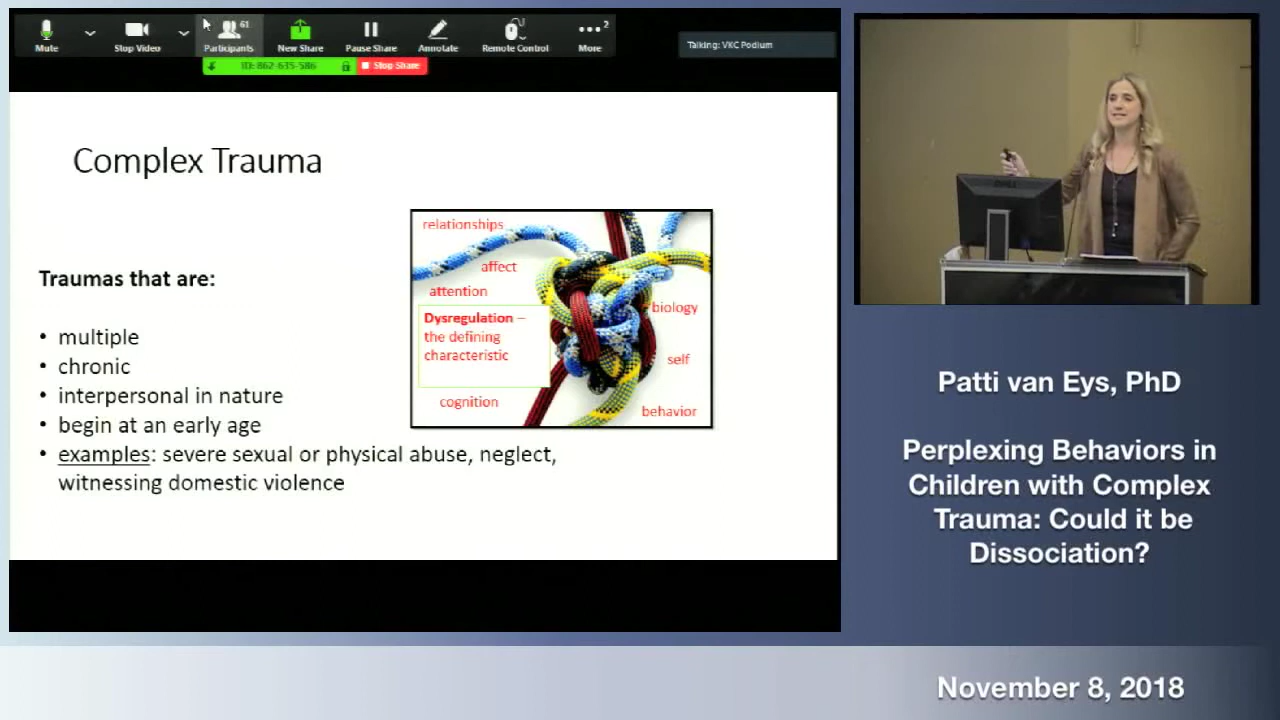 61
2
Mute
Stop Video
Participants
New Share
Pause Share
Annotate
Remote Control
More
Talking: VKC Podium
ID: 862-635-586
Stop Share
Complex Trauma
Traumas that are:
• multiple
• chronic
• interpersonal in nature
• begin at an early age
• examples: severe sexual or physical abuse, neglect,
witnessing domestic violence
relationships
affect
attention
Dysregulation –
the defining
characteristic
cognition
biology
self
behavior
DELL
Patti van Eys, PhD
Perplexing Behaviors in
Children with Complex
Trauma: Could it be
Dissociation?
November 8, 2018